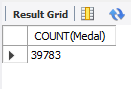 Result Grid
COUNT(Medal)
39783